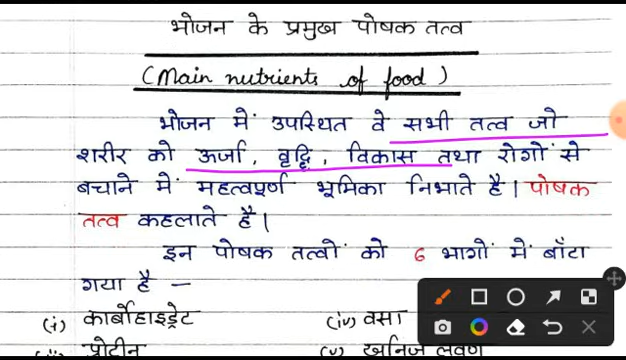 भोजन के प्रमुख पोषक तत्व
(Main nutrients of food)
भोजन में उपस्थित वे सभी तत्व जो
शरीर को ऊर्जा, वृद्धि, विकास तथा रोगों से
बचाने में महत्वपूर्ण भूमिका निभाते है। पोषक
तत्व कहलाते हैं।
इन पोषक तत्वों को 6 भागों में बाँटा
गया है —
(i) कार्बोहाइड्रेट (iv) वसा
प्रोटीन (v) खनिज लवण